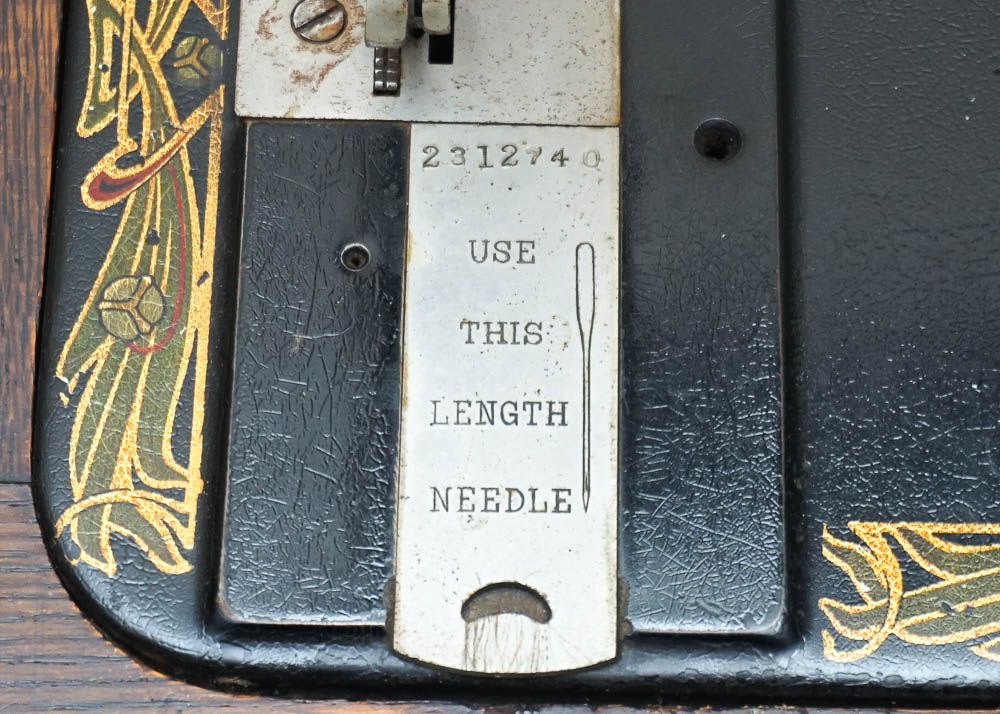 2312740
USE
THIS
LENGTH
NEEDLE